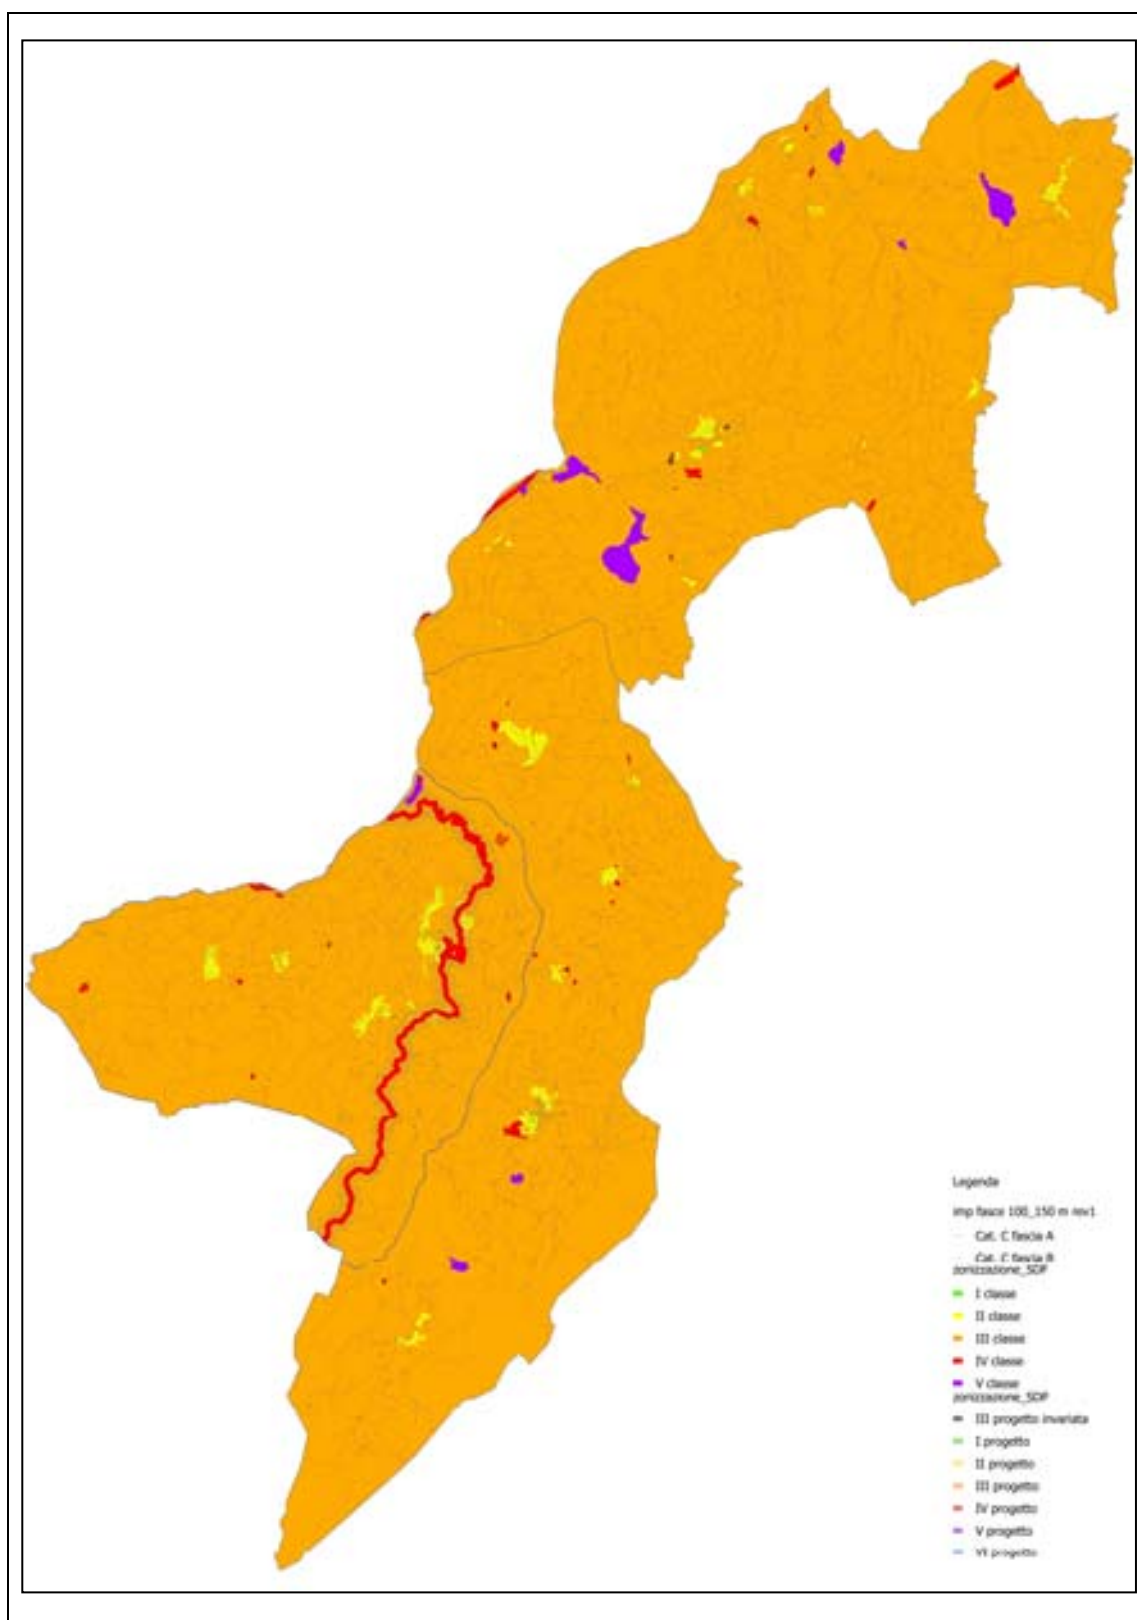 Legenda
imp fasce 100_150 m rev1
Cat. C fascia A
Cat. C fascia B
zonizzazione_SDF
I classe
II classe
III classe
IV classe
V classe
zonizzazione_SDP
III progetto invariata
I progetto
II progetto
III progetto
IV progetto
V progetto
VI progetto